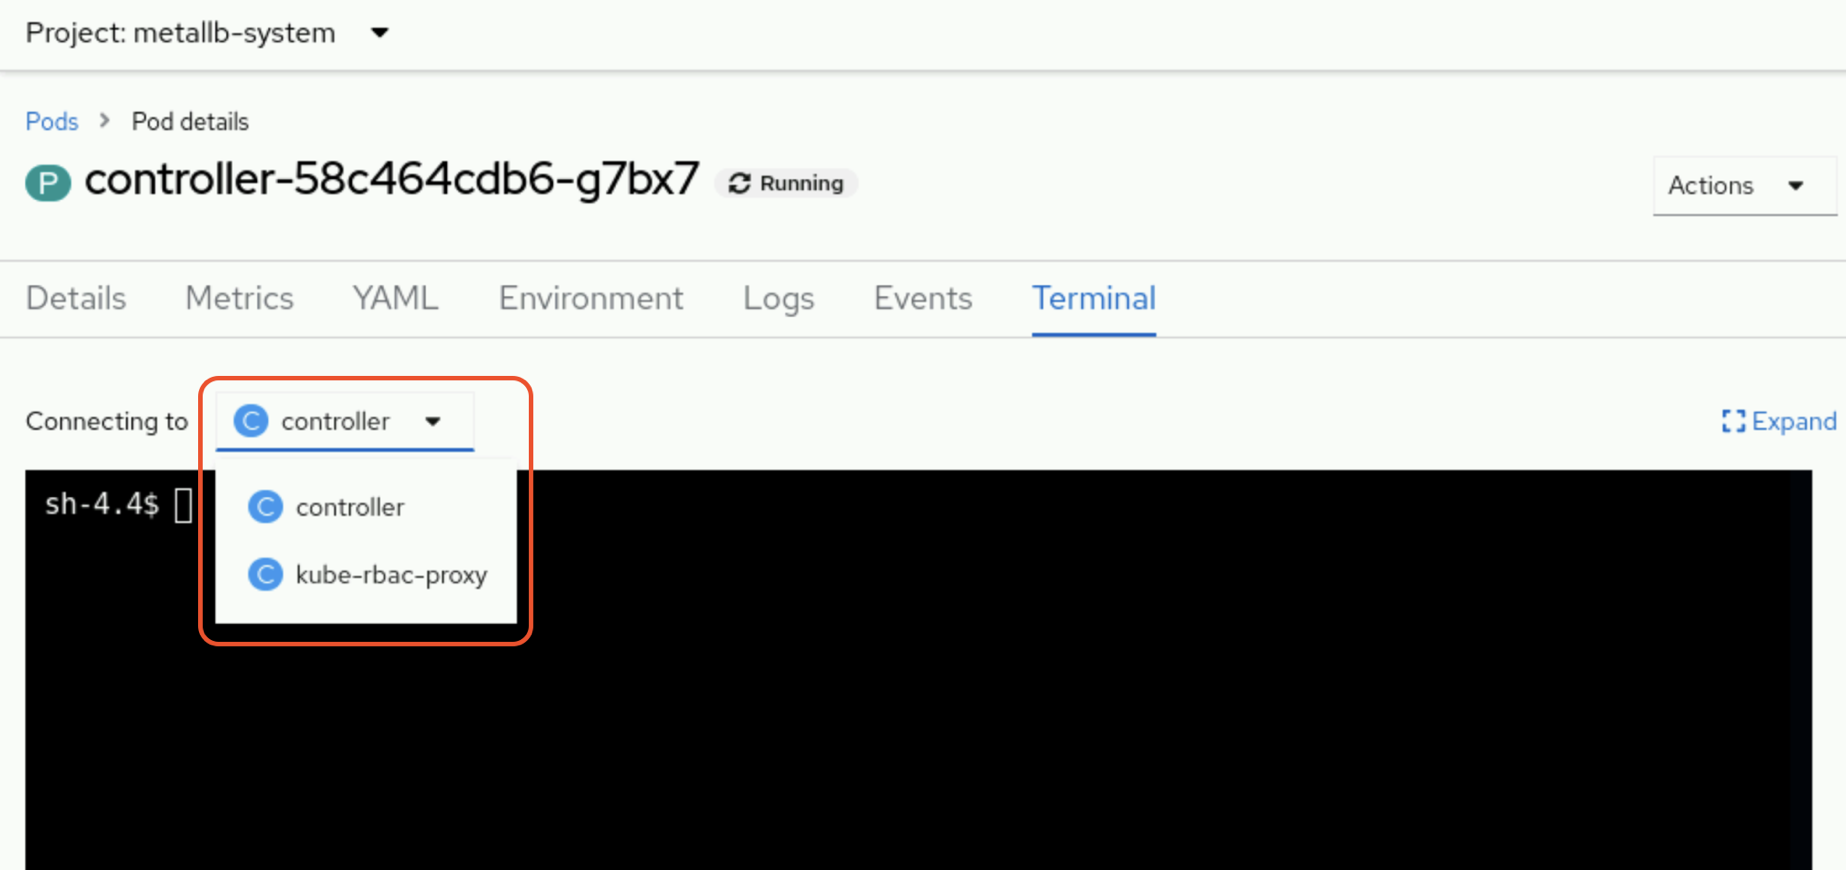 Project: metallb-system
Pods > Pod details
P controller-58c464cdb6-g7bx7 Running
Actions
Details Metrics YAML Environment Logs Events Terminal
Connecting to C controller
Expand
sh-4.4$
C controller
C kube-rbac-proxy